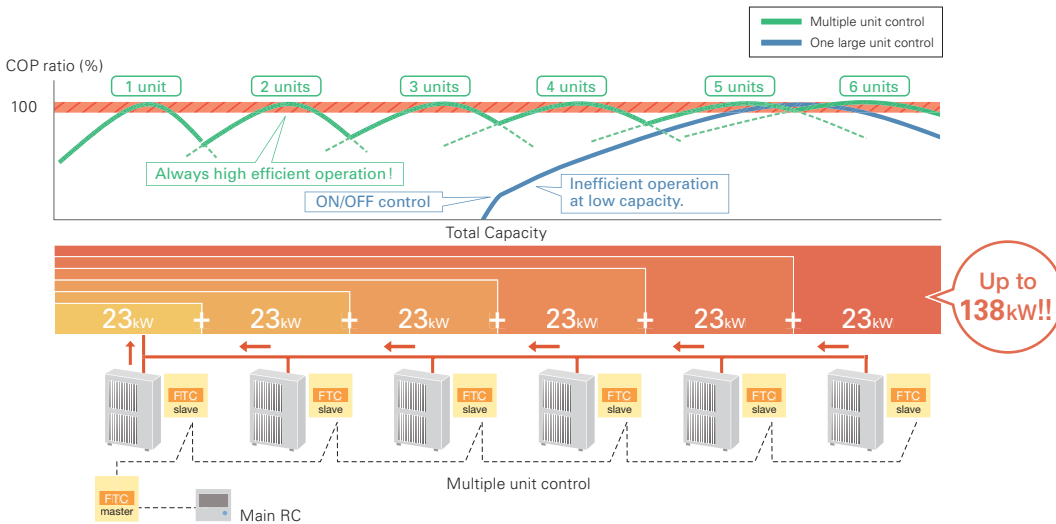 Multiple unit control
One large unit control
COP ratio (%)
1 unit
2 units
3 units
4 units
5 units
6 units
100
Always high efficient operation!
ON/OFF control
Inefficient operation
at low capacity.
Total Capacity
23kW + 23kW + 23kW + 23kW + 23kW + 23kW
Up to
138kW!!
FTC
slave
FTC
slave
FTC
slave
FTC
slave
FTC
slave
FTC
slave
Multiple unit control
FTC
master
Main RC